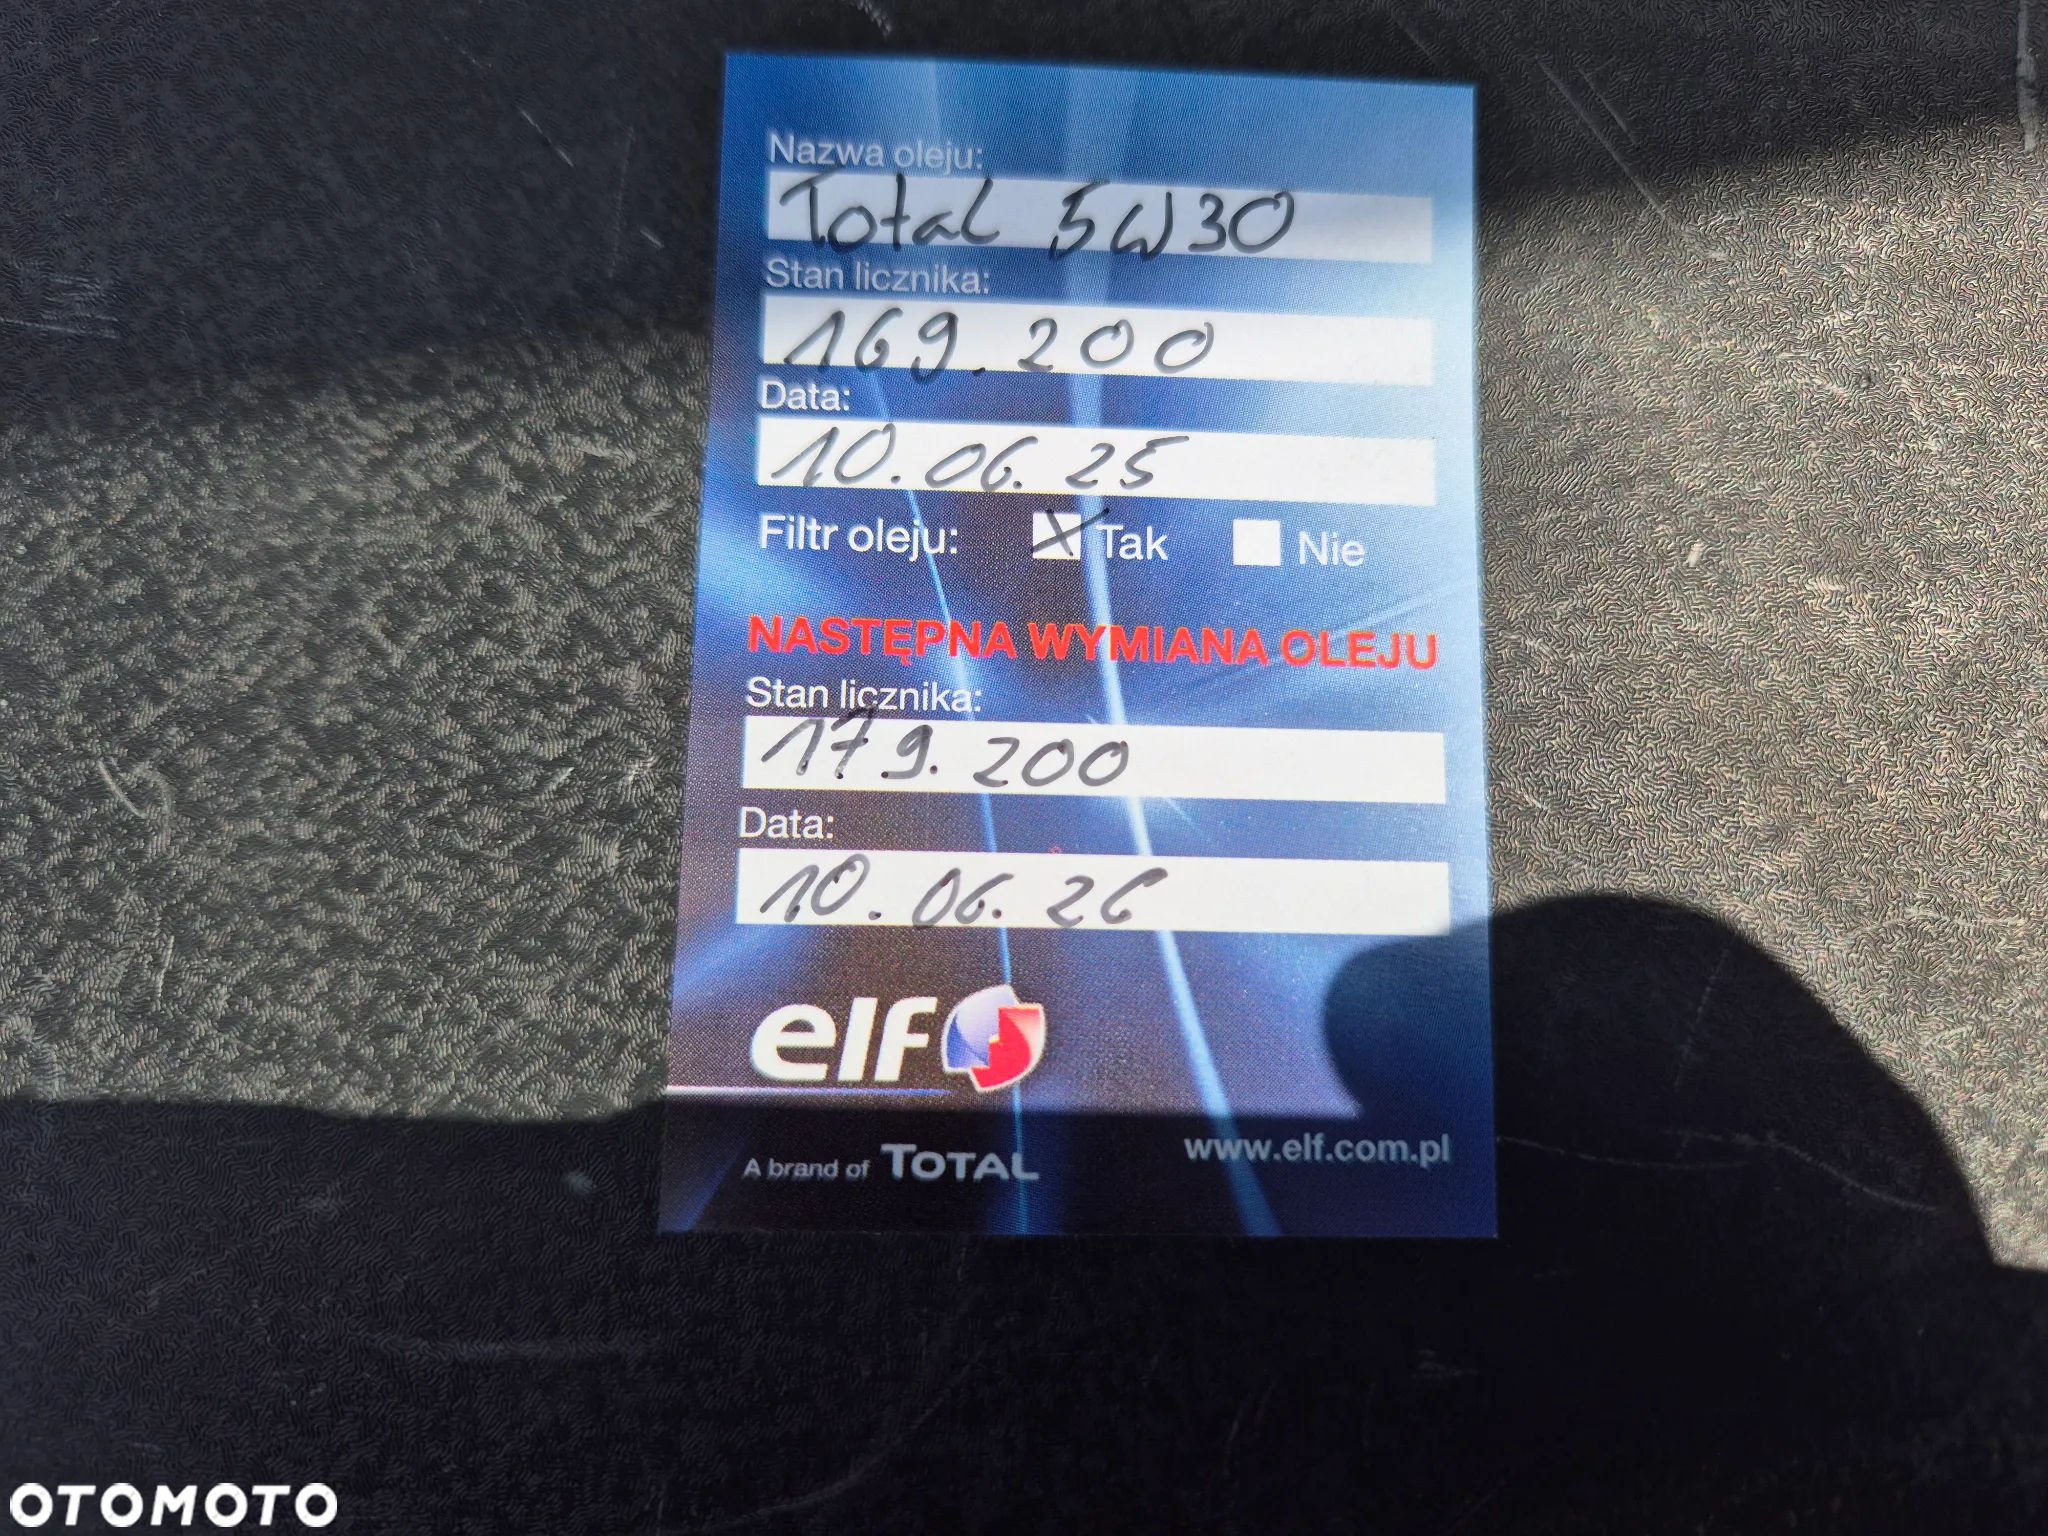 Nazwa oleju:
Total 5W30
Stan licznika:
169.200
Data:
10.06.25
Filtr oleju: X Tak Nie
NASTĘPNA WYMIANA OLEJU
Stan licznika:
179.200
Data:
10.06.26
elf
A brand of TOTAL www.elf.com.pl
OTOMOTO